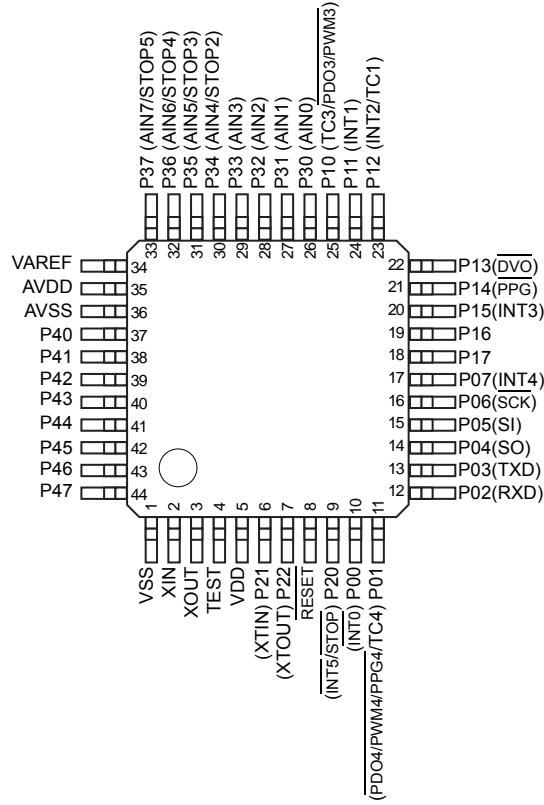 P37 (AIN7/STOP5)
P36 (AIN6/STOP4)
P35 (AIN5/STOP3)
P34 (AIN4/STOP2)
P33 (AIN3)
P32 (AIN2)
P31 (AIN1)
P30 (AIN0)
P10 (TC3/PDO3/PWM3)
P11 (INT1)
P12 (INT2/TC1)
33
32
31
30
29
28
27
26
25
24
23
VAREF 34
AVDD 35
AVSS 36
P40 37
P41 38
P42 39
P43 40
P44 41
P45 42
P46 43
P47 44
22 P13(DVO)
21 P14(PPG)
20 P15(INT3)
19 P16
18 P17
17 P07(INT4)
16 P06(SCK)
15 P05(SI)
14 P04(SO)
13 P03(TXD)
12 P02(RXD)
1
2
3
4
5
6
7
8
9
10
11
VSS
XIN
XOUT
TEST
VDD
(XTIN) P21
(XTOUT) P22
RESET
(INT5/STOP) P20
(INT0) P00
(PDO4/PWM4/PPG4/TC4) P01